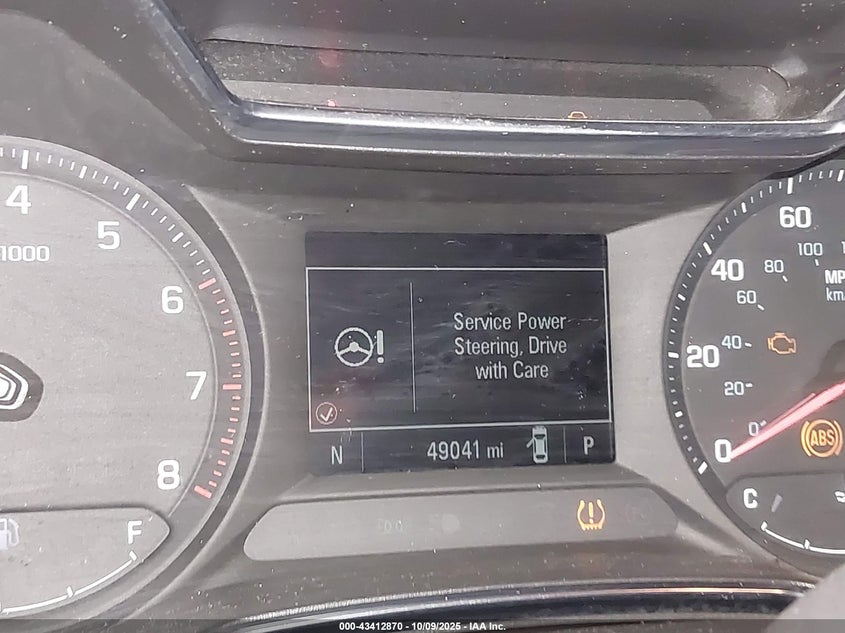 4
5
1000
6
7
8
F
Service Power
Steering, Drive
with Care
N
49041 mi
P
60
100
40
80
MP
km/
60
20
40
20
0
0
ABS
C
000-43412870 - 10/09/2025 - IAA Inc.